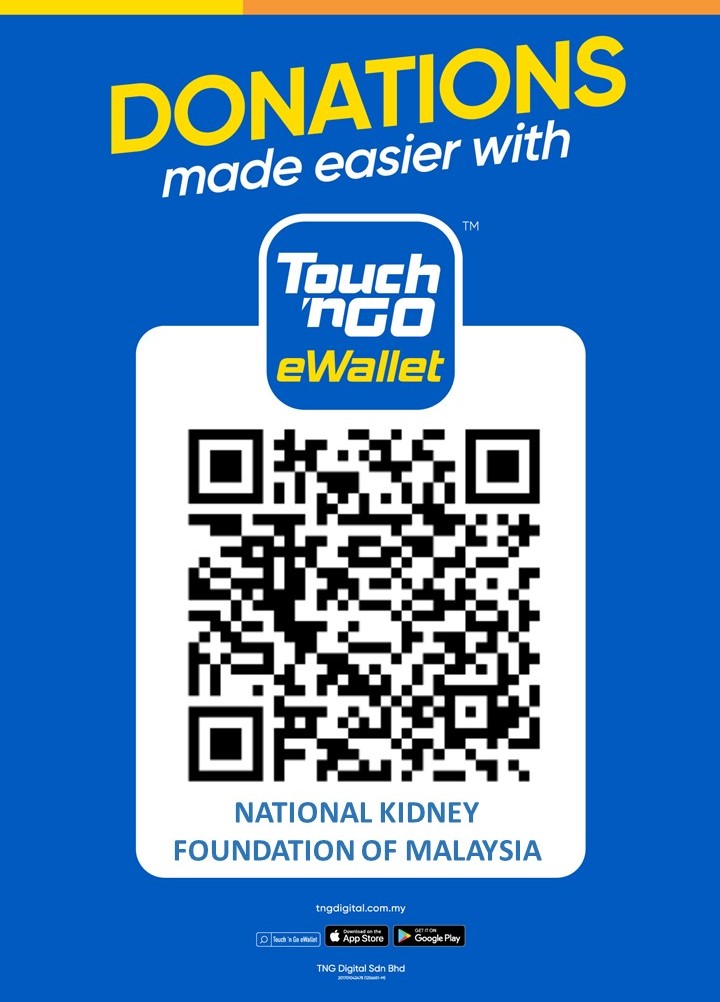 DONATIONS
made easier with
TM
Touch
'nGO
eWallet
NATIONAL KIDNEY
FOUNDATION OF MALAYSIA
tngdigital.com.my
Touch 'n Go eWallet
Download on the
App Store
GET IT ON
Google Play
TNG Digital Sdn Bhd